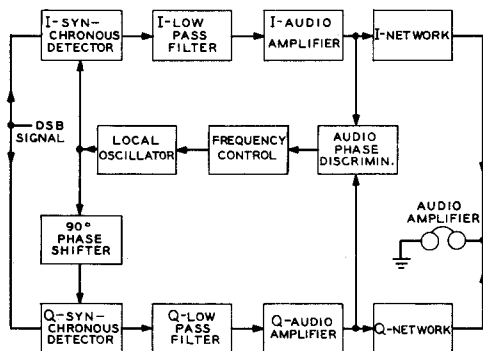 I-SYN-
CHRONOUS
DETECTOR
I-LOW
PASS
FILTER
I-AUDIO
AMPLIFIER
I-NETWORK
DSB
SIGNAL
LOCAL
OSCILLATOR
FREQUENCY
CONTROL
AUDIO
PHASE
DISCRIMIN.
90°
PHASE
SHIFTER
AUDIO
AMPLIFIER
Q-SYN-
CHRONOUS
DETECTOR
Q-LOW
PASS
FILTER
Q-AUDIO
AMPLIFIER
Q-NETWORK